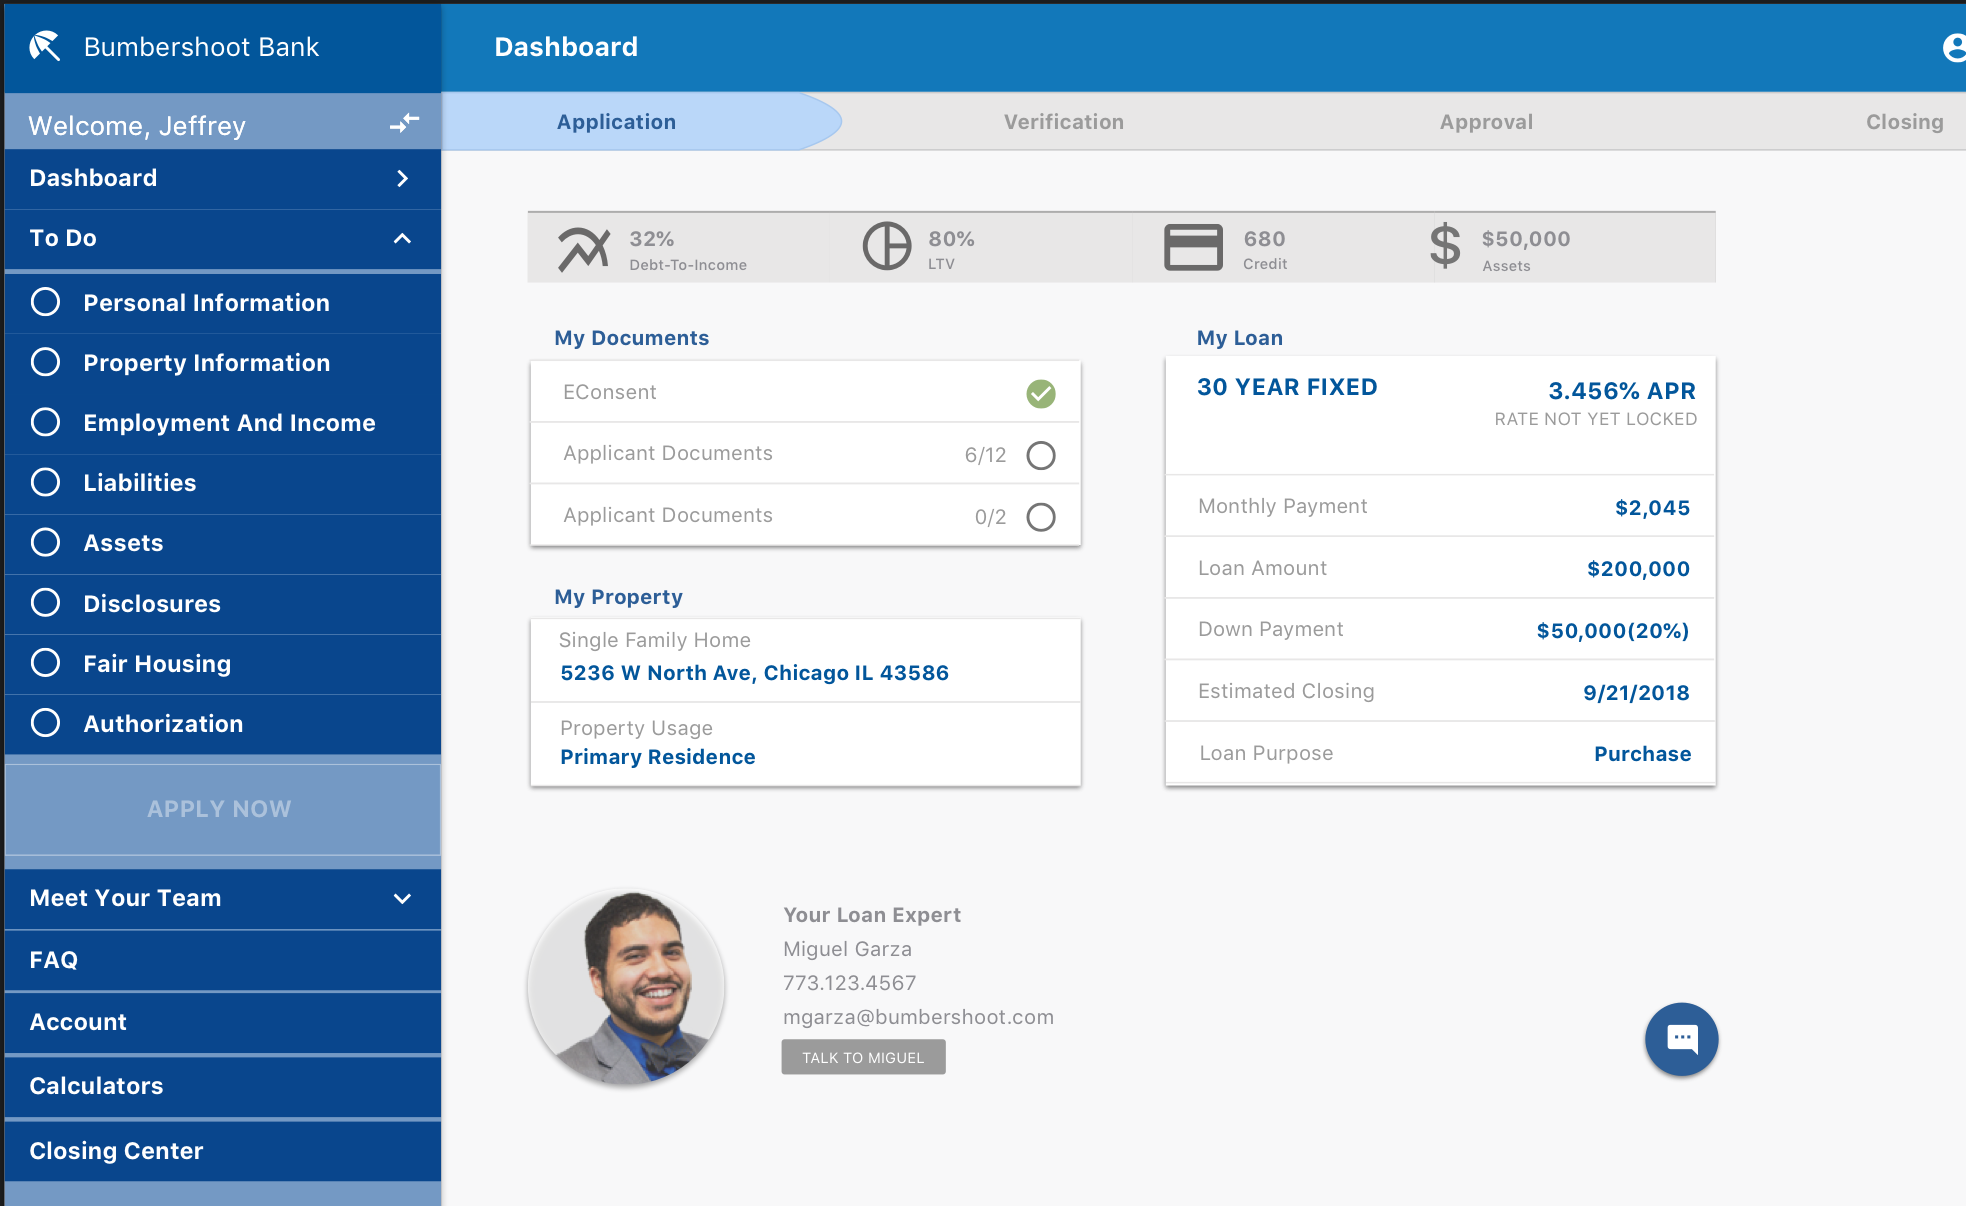 Bumbershoot Bank
Dashboard
Welcome, Jeffrey
Application
Verification
Approval
Closing
Dashboard
To Do
Personal Information
Property Information
Employment And Income
Liabilities
Assets
Disclosures
Fair Housing
Authorization
APPLY NOW
Meet Your Team
FAQ
Account
Calculators
Closing Center
32%
Debt-To-Income
80%
LTV
680
Credit
$50,000
Assets
My Documents
EConsent
Applicant Documents 6/12
Applicant Documents 0/2
My Property
Single Family Home
5236 W North Ave, Chicago IL 43586
Property Usage
Primary Residence
My Loan
30 YEAR FIXED
3.456% APR
RATE NOT YET LOCKED
Monthly Payment $2,045
Loan Amount $200,000
Down Payment $50,000(20%)
Estimated Closing 9/21/2018
Loan Purpose Purchase
Your Loan Expert
Miguel Garza
773.123.4567
mgarza@bumbershoot.com
TALK TO MIGUEL